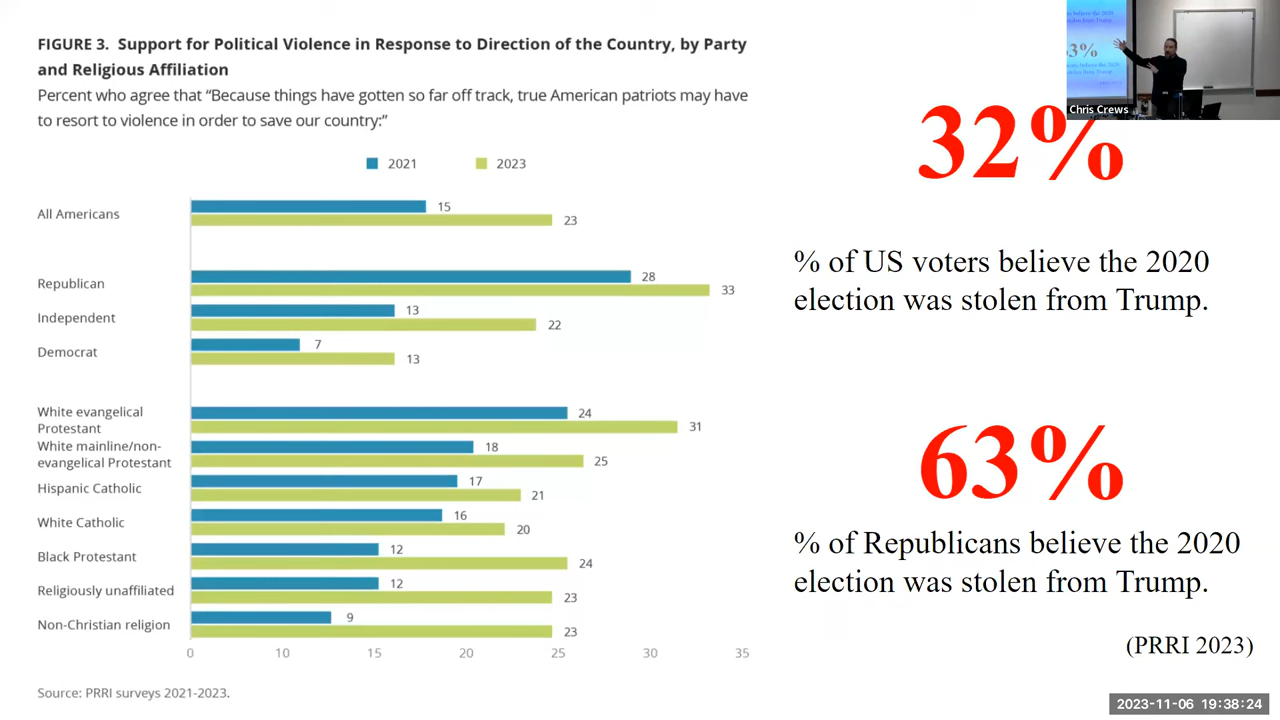 FIGURE 3. Support for Political Violence in Response to Direction of the Country, by Party
and Religious Affiliation
Percent who agree that “Because things have gotten so far off track, true American patriots may have
to resort to violence in order to save our country:”
2021
2023
All Americans
15
23
Republican
28
33
Independent
13
22
Democrat
7
13
White evangelical
Protestant
24
31
White mainline/non-
evangelical Protestant
18
25
Hispanic Catholic
17
21
White Catholic
16
20
Black Protestant
12
24
Religiously unaffiliated
12
23
Non-Christian religion
9
23
0 10 15 20 25 30 35
Source: PRRI surveys 2021-2023.
32%
% of US voters believe the 2020
election was stolen from Trump.
63%
% of Republicans believe the 2020
election was stolen from Trump.
(PRRI 2023)
Chris Crews
2023-11-06 19:38:24